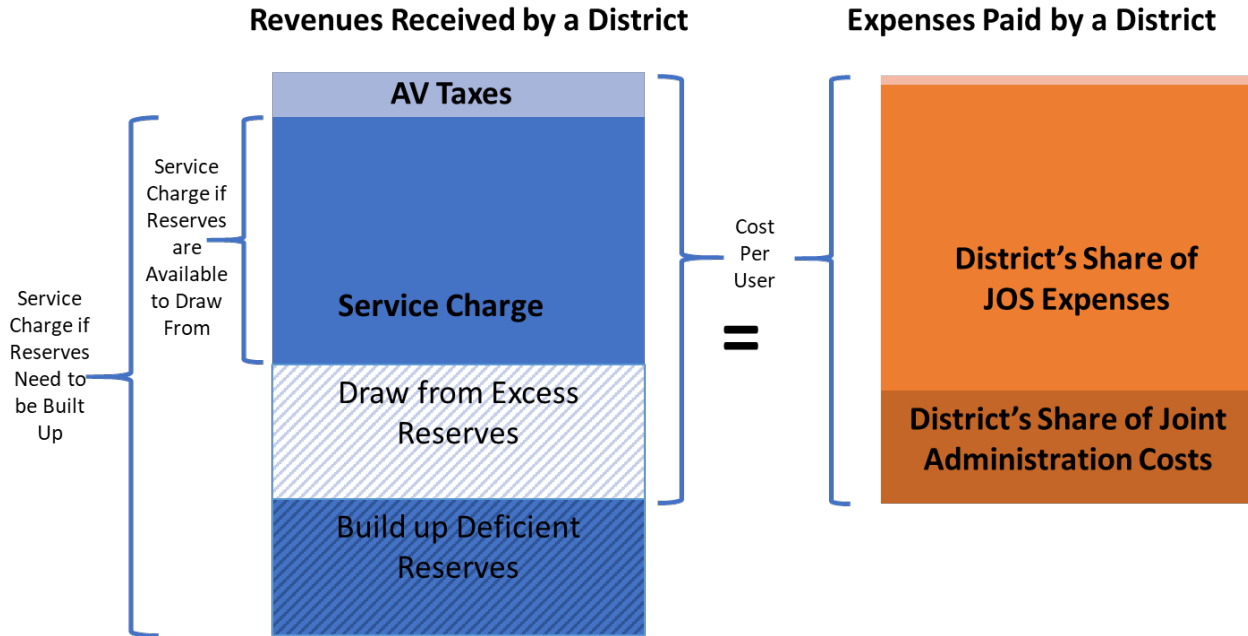 Revenues Received by a District
Expenses Paid by a District
AV Taxes
Service
Charge if
Reserves
are
Available
to Draw
From
Service
Charge if
Reserves
Need to
be Built
Up
Service Charge
Draw from Excess
Reserves
Build up Deficient
Reserves
Cost
Per
User
=
District’s Share of
JOS Expenses
District’s Share of Joint
Administration Costs